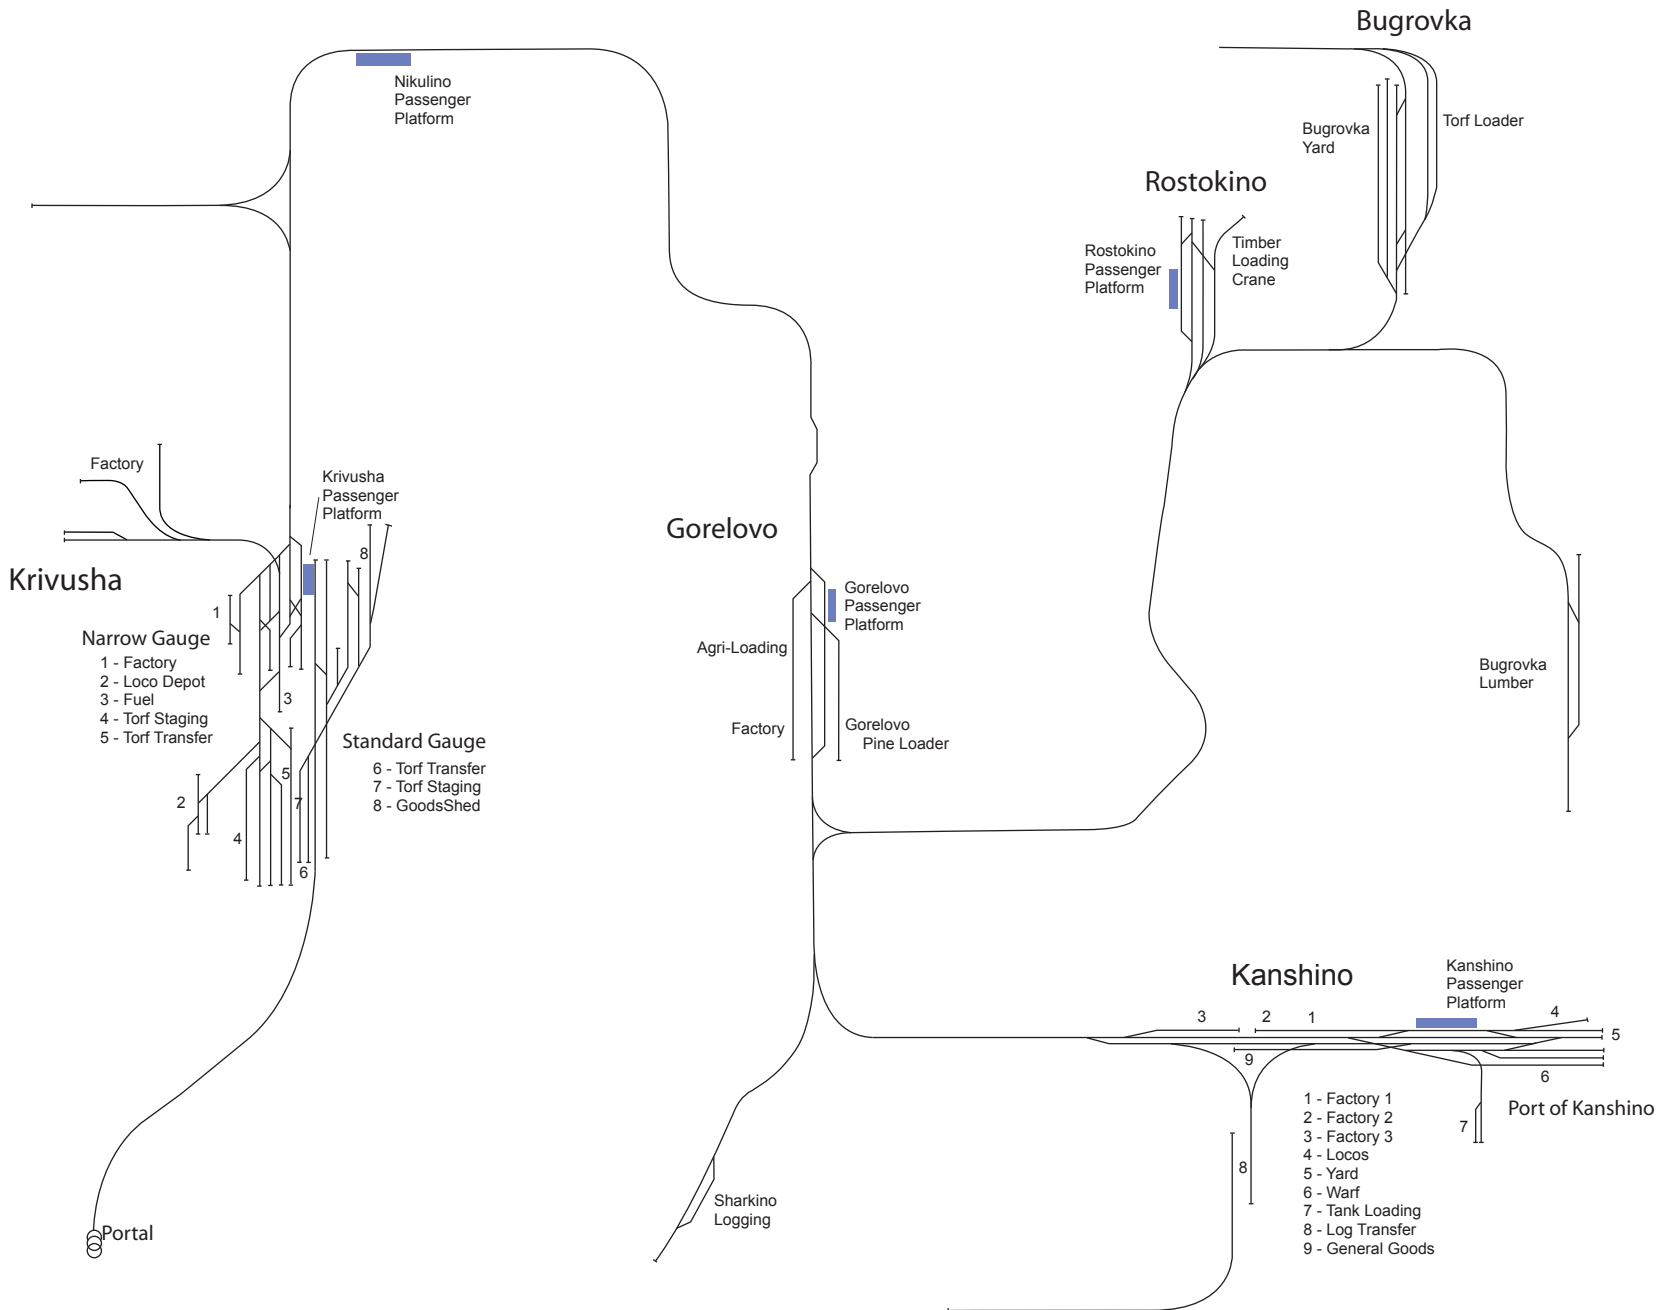 Bugrovka
Nikulino
Passenger
Platform
Bugrovka
Yard
Torf Loader
Rostokino
Rostokino
Passenger
Platform
Timber
Loading
Crane
Factory
Krivusha
Passenger
Platform
8
Krivusha
1
Narrow Gauge
1 - Factory
2 - Loco Depot
3 - Fuel
4 - Torf Staging
5 - Torf Transfer
3
5
7
2
4
6
Standard Gauge
6 - Torf Transfer
7 - Torf Staging
8 - GoodsShed
Gorelovo
Gorelovo
Passenger
Platform
Agri-Loading
Factory
Gorelovo
Pine Loader
Bugrovka
Lumber
Kanshino
Kanshino
Passenger
Platform
3
2
1
4
5
9
6
7
8
1 - Factory 1
2 - Factory 2
3 - Factory 3
4 - Locos
5 - Yard
6 - Warf
7 - Tank Loading
8 - Log Transfer
9 - General Goods
Port of Kanshino
Sharkino
Logging
Portal